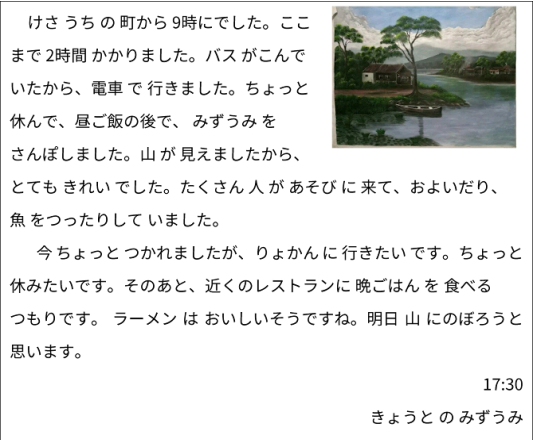 けさ うち の 町から 9時にでした。ここ
まで 2時間 かかりました。バス がこんで
いたから、電車 で 行きました。ちょっと
休んで、昼ご飯の後で、 みずうみ を
さんぽしました。山 が 見えましたから、
とても きれい でした。たくさん 人 が あそび に 来て、およいだり、
魚 をつったりして いました。
今 ちょっと つかれましたが、りょかん に 行きたい です。ちょっと
休みたいです。そのあと、近くのレストランに 晩ごはん を 食べる
つもりです。 ラーメン は おいしいそうですね。明日 山 にのぼろうと
思います。
17:30
きょうと の みずうみ